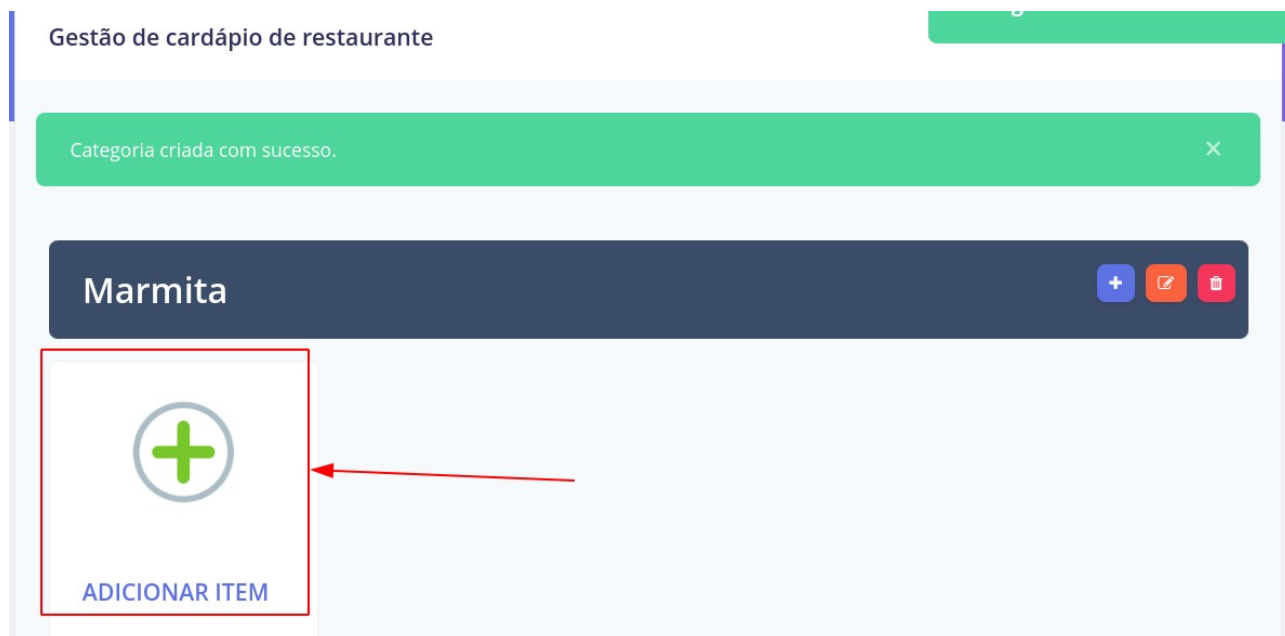 Gestão de cardápio de restaurante
Categoria criada com sucesso.
Marmita
ADICIONAR ITEM